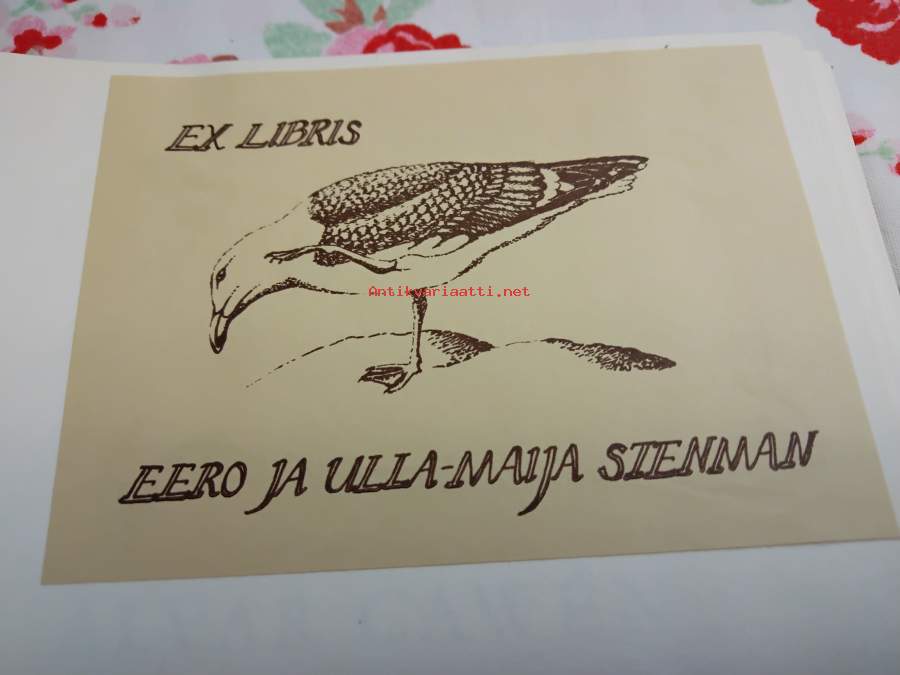 EX LIBRIS
Antikvariaatti.net
EERO JA ULLA-MAIJA STENMAN